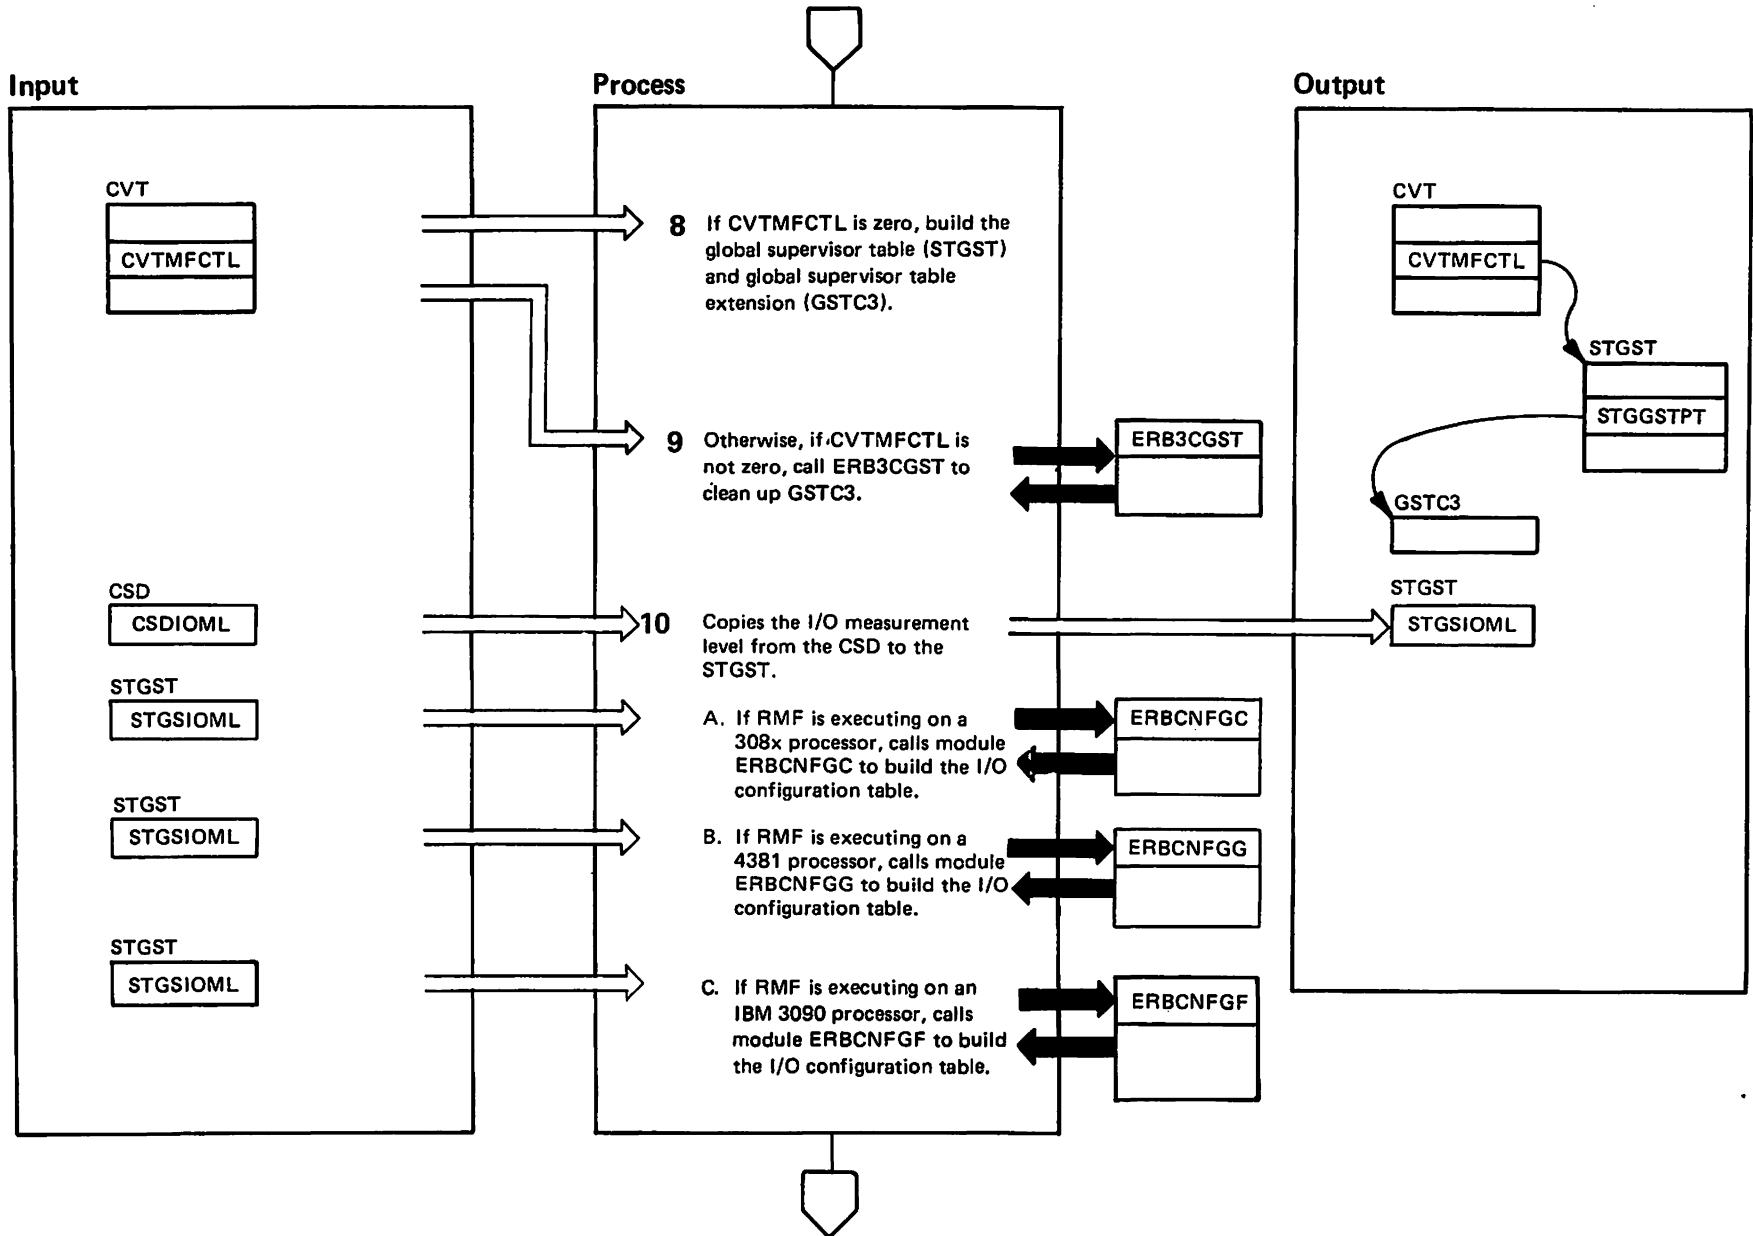 Input
Process
Output
CVT
CVTMFCTL
8 If CVTMFCTL is zero, build the
global supervisor table (STGST)
and global supervisor table
extension (GSTC3).
CVT
CVTMFCTL
STGST
STGGSTPT
GSTC3
9 Otherwise, if CVTMFCTL is
not zero, call ERB3CGST to
clean up GSTC3.
ERB3CGST
CSD
CSDIOML
10 Copies the I/O measurement
level from the CSD to the
STGST.
STGST
STGSIOML
STGST
STGSIOML
A. If RMF is executing on a
308x processor, calls module
ERBCNFGC to build the I/O
configuration table.
ERBCNFGC
STGST
STGSIOML
B. If RMF is executing on a
4381 processor, calls module
ERBCNFGG to build the I/O
configuration table.
ERBCNFGG
STGST
STGSIOML
C. If RMF is executing on an
IBM 3090 processor, calls
module ERBCNFGF to build
the I/O configuration table.
ERBCNFGF